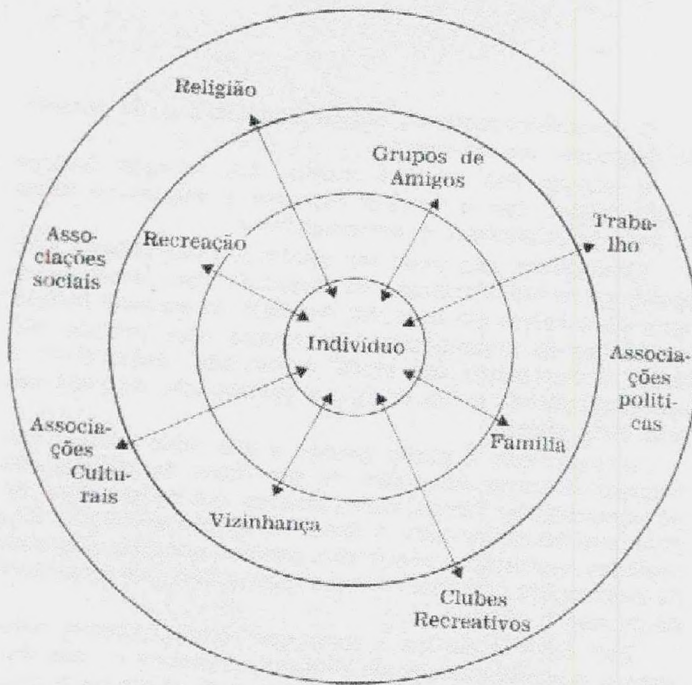 Religião
Grupos de
Amigos
Traba-
lho
Asso-
ciações
sociais
Recreação
Indivíduo
Associa-
ções
políti-
cas
Associa-
ções
Cultu-
rais
Família
Vizinhança
Clubes
Recreativos